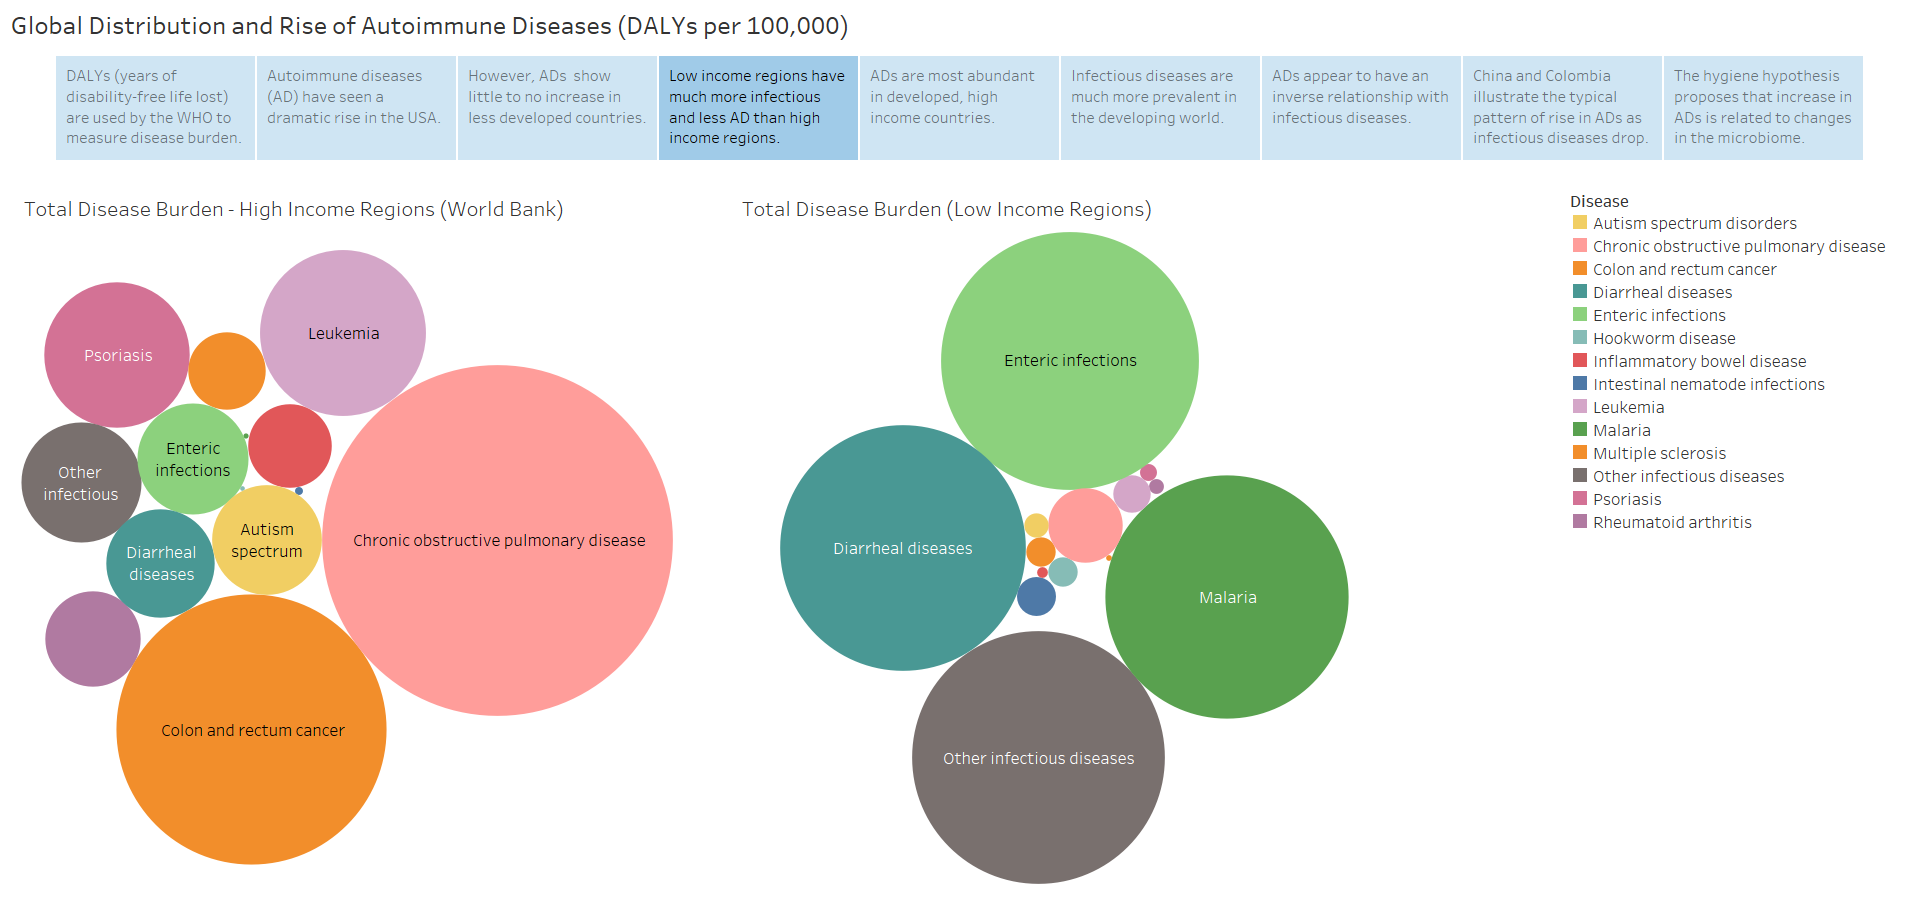 Global Distribution and Rise of Autoimmune Diseases (DALYs per 100,000)
DALYs (years of
disability-free life lost)
are used by the WHO to
measure disease burden.
Autoimmune diseases
(AD) have seen a
dramatic rise in the USA.
However, ADs show
little to no increase in
less developed countries.
Low income regions have
much more infectious
and less AD than high
income regions.
ADs are most abundant
in developed, high
income countries.
Infectious diseases are
much more prevalent in
the developing world.
ADs appear to have an
inverse relationship with
infectious diseases.
China and Colombia
illustrate the typical
pattern of rise in ADs as
infectious diseases drop.
The hygiene hypothesis
proposes that increase in
ADs is related to changes
in the microbiome.
Total Disease Burden - High Income Regions (World Bank)
Leukemia
Psoriasis
Enteric
infections
Other
infectious
Autism
spectrum
Diarrheal
diseases
Chronic obstructive pulmonary disease
Colon and rectum cancer
Total Disease Burden (Low Income Regions)
Enteric infections
Diarrheal diseases
Malaria
Other infectious diseases
Disease
Autism spectrum disorders
Chronic obstructive pulmonary disease
Colon and rectum cancer
Diarrheal diseases
Enteric infections
Hookworm disease
Inflammatory bowel disease
Intestinal nematode infections
Leukemia
Malaria
Multiple sclerosis
Other infectious diseases
Psoriasis
Rheumatoid arthritis